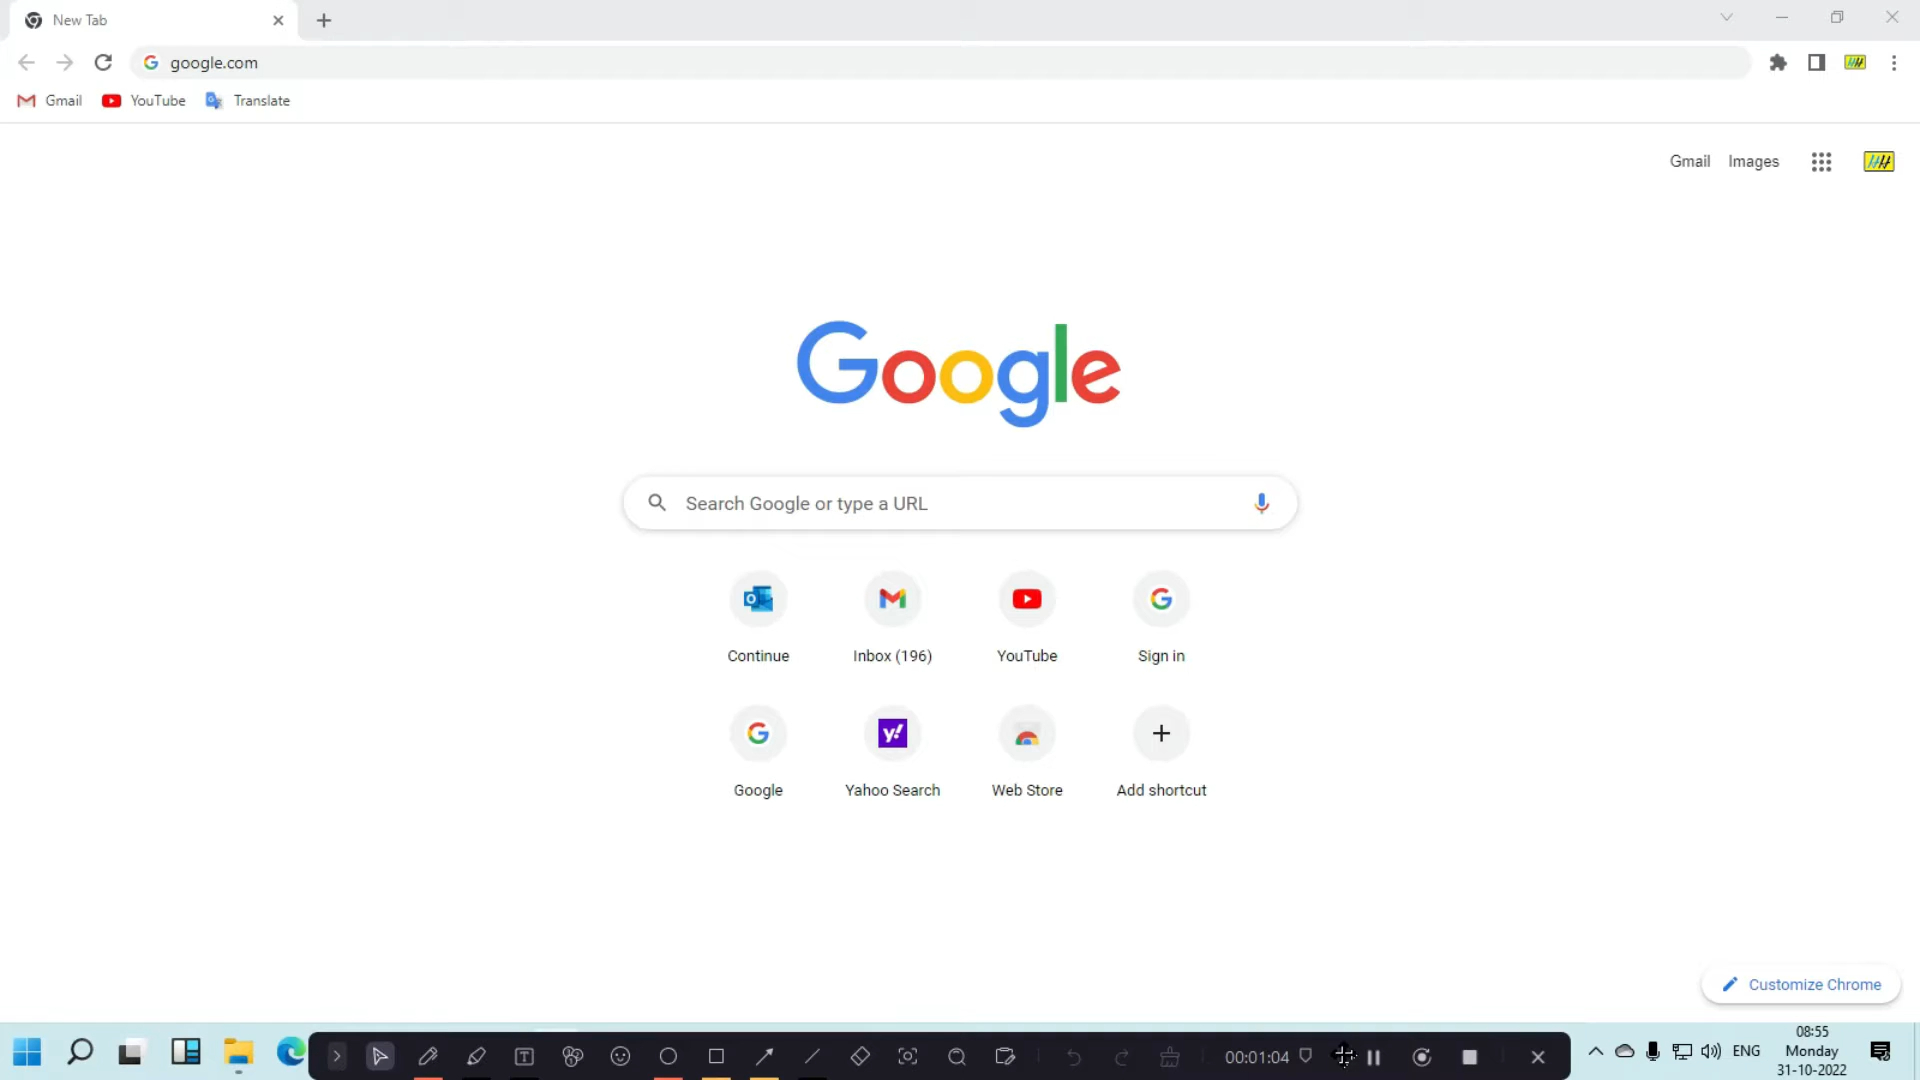 New Tab
google.com
Gmail YouTube Translate
Gmail Images
Google
Search Google or type a URL
Continue Inbox (196) YouTube Sign in
Google Yahoo Search Web Store Add shortcut
Customize Chrome
00:01:04
ENG
08:55
Monday
31-10-2022